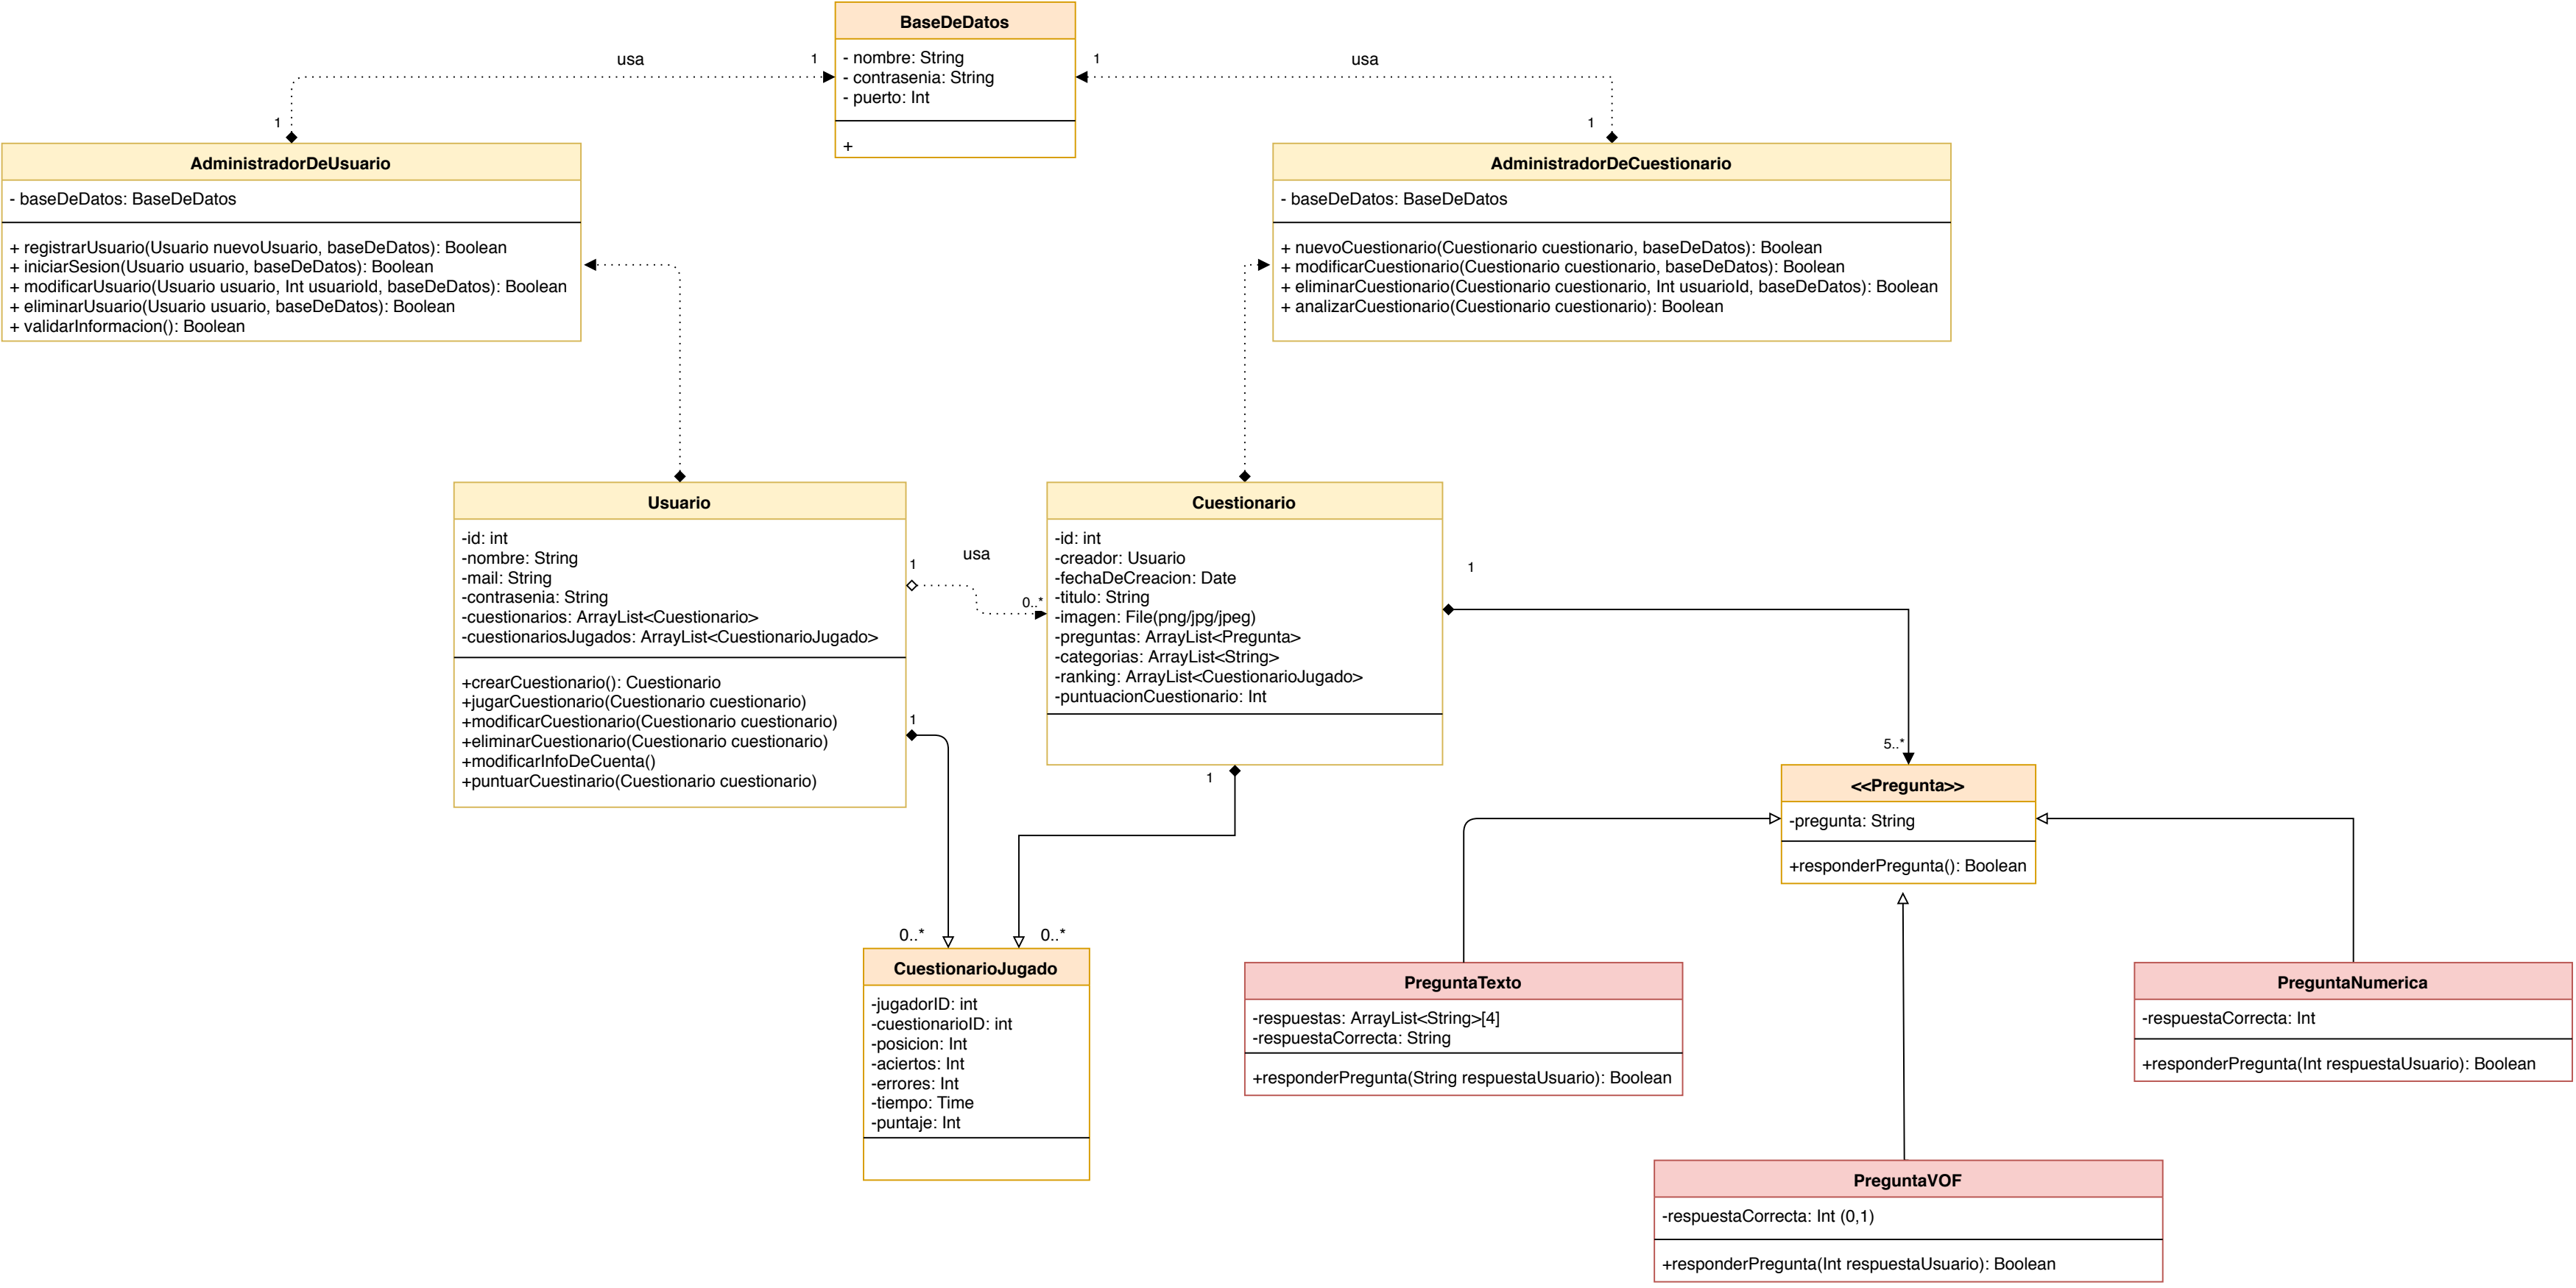 BaseDeDatos
- nombre: String
- contrasenia: String
- puerto: Int
+
usa
1
1
usa
1
1
AdministradorDeUsuario
- baseDeDatos: BaseDeDatos
+ registrarUsuario(Usuario nuevoUsuario, baseDeDatos): Boolean
+ iniciarSesion(Usuario usuario, baseDeDatos): Boolean
+ modificarUsuario(Usuario usuario, Int usuarioId, baseDeDatos): Boolean
+ eliminarUsuario(Usuario usuario, baseDeDatos): Boolean
+ validarInformacion(): Boolean
AdministradorDeCuestionario
- baseDeDatos: BaseDeDatos
+ nuevoCuestionario(Cuestionario cuestionario, baseDeDatos): Boolean
+ modificarCuestionario(Cuestionario cuestionario, baseDeDatos): Boolean
+ eliminarCuestionario(Cuestionario cuestionario, Int usuarioId, baseDeDatos): Boolean
+ analizarCuestionario(Cuestionario cuestionario): Boolean
Usuario
-id: int
-nombre: String
-mail: String
-contrasenia: String
-cuestionarios: ArrayList<Cuestionario>
-cuestionariosJugados: ArrayList<CuestionarioJugado>
+crearCuestionario(): Cuestionario
+jugarCuestionario(Cuestionario cuestionario)
+modificarCuestionario(Cuestionario cuestionario)
+eliminarCuestionario(Cuestionario cuestionario)
+modificarInfoDeCuenta()
+puntuarCuestinario(Cuestionario cuestionario)
usa
1
0..*
1
Cuestionario
-id: int
-creador: Usuario
-fechaDeCreacion: Date
-titulo: String
-imagen: File(png/jpg/jpeg)
-preguntas: ArrayList<Pregunta>
-categorias: ArrayList<String>
-ranking: ArrayList<CuestionarioJugado>
-puntuacionCuestionario: Int
1
1
5..*
<<Pregunta>>
-pregunta: String
+responderPregunta(): Boolean
0..*
0..*
CuestionarioJugado
-jugadorID: int
-cuestionarioID: int
-posicion: Int
-aciertos: Int
-errores: Int
-tiempo: Time
-puntaje: Int
PreguntaTexto
-respuestas: ArrayList<String>[4]
-respuestaCorrecta: String
+responderPregunta(String respuestaUsuario): Boolean
PreguntaNumerica
-respuestaCorrecta: Int
+responderPregunta(Int respuestaUsuario): Boolean
PreguntaVOF
-respuestaCorrecta: Int (0,1)
+responderPregunta(Int respuestaUsuario): Boolean